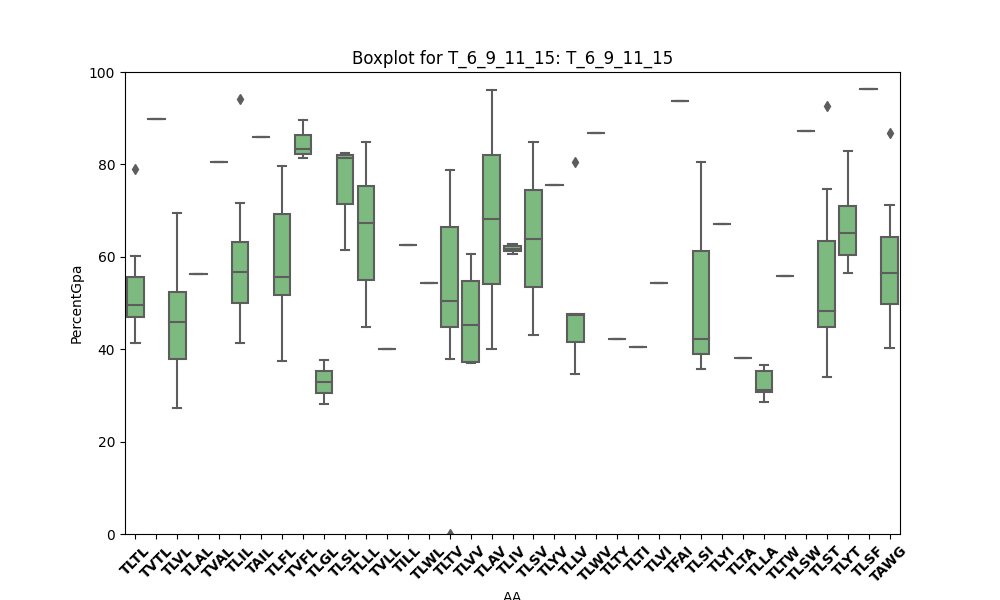 Boxplot for T_6_9_11_15: T_6_9_11_15
PercentGpa
100
80
60
40
20
0
TLTL
TVTL
TLVL
TLAL
TVAL
TLIL
TAIL
TLFL
TVFL
TLGL
TLSL
TLLL
TVLL
TILL
TLWL
TLTV
TLVV
TLAV
TLIV
TLSV
TLYV
TLLV
TLWV
TLTY
TLTI
TLVI
TFAI
TLSI
TLYI
TLTA
TLLA
TLTW
TLSW
TLST
TLYT
TLSF
TAWG
AA